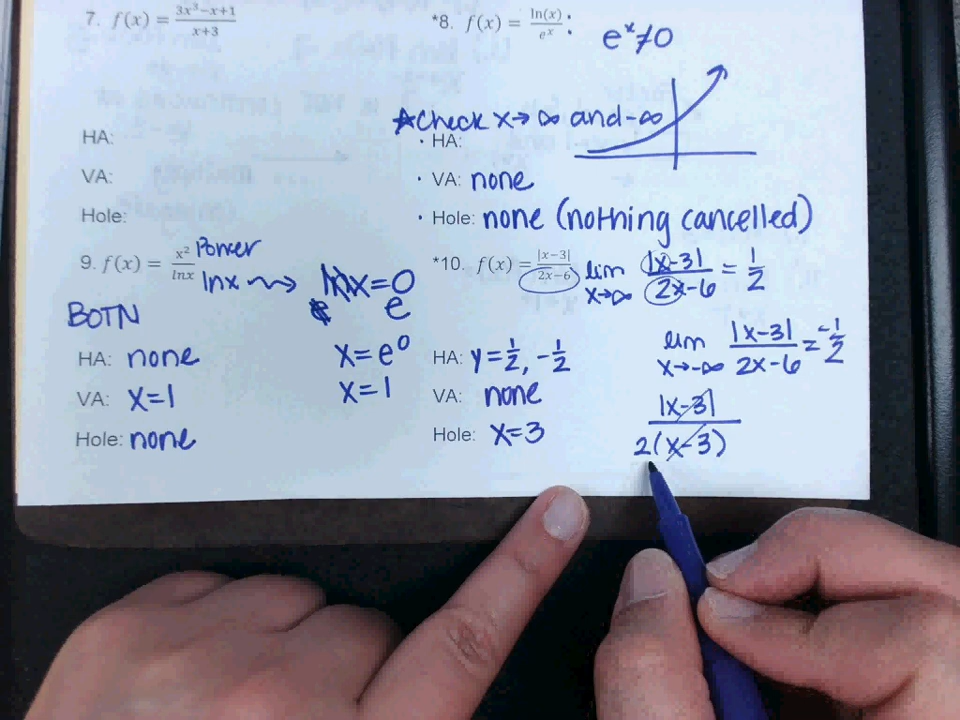 7. f(x) = 3x³−x+1 / x+3
*8. f(x) = ln(x) / eˣ :
eˣ≠0
☆Check x→∞ and -∞
HA:
VA:
Hole:
· HA:
· VA: none
· Hole: none (nothing cancelled)
9. f(x) = x² / lnx
Power
lnx
lnx=0
e e
BOTN
x=e⁰
x=1
HA: none
VA: x=1
Hole: none
*10. f(x) = |x−3| / 2x−6
lim x→∞ |x-3| / 2x-6 = 1/2
lim x→-∞ |x-3| / 2x-6 = -1/2
HA: y=1/2, -1/2
VA: none
Hole: x=3
|x-3| / 2(x-3)